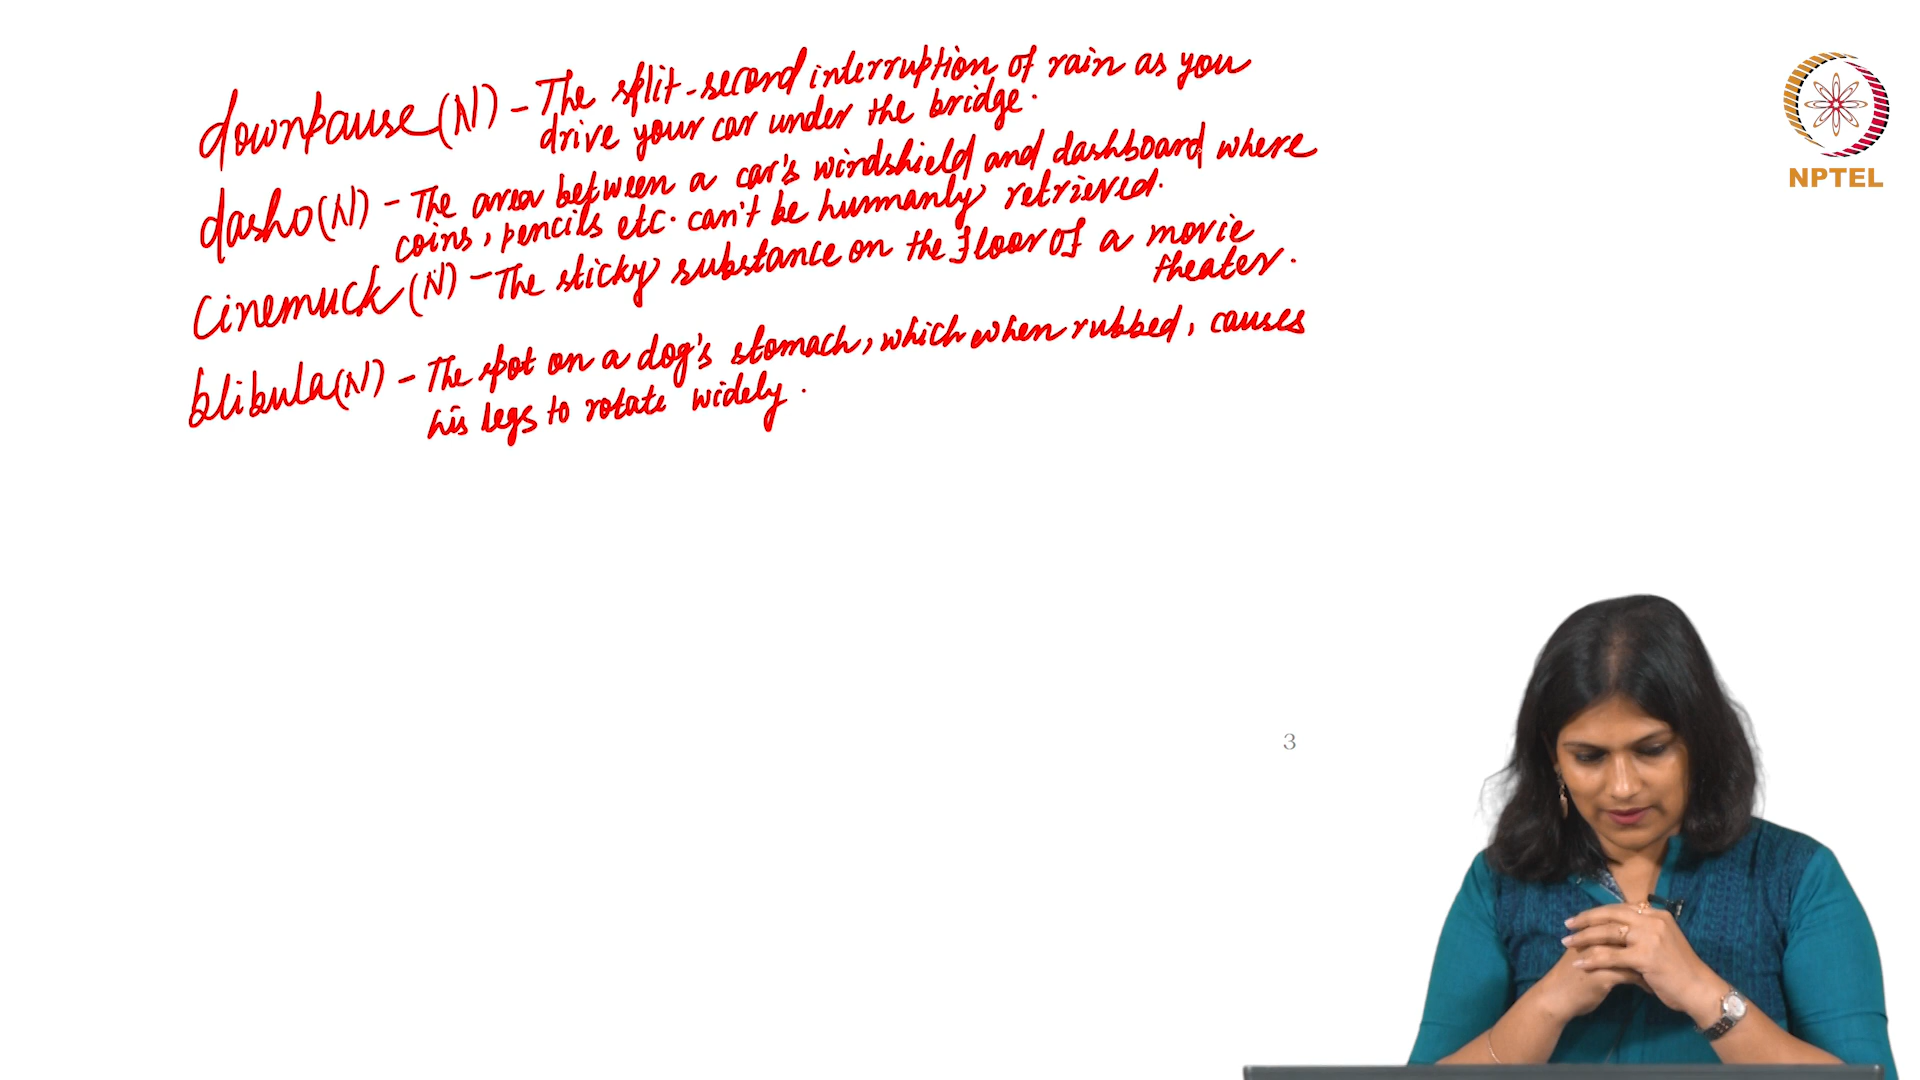 downpause (N) - The split-second interruption of rain as you
drive your car under the bridge.
dasho (N) - The area between a car's windshield and dashboard where
coins, pencils etc. can't be humanly retrieved.
cinemuck (N) - The sticky substance on the floor of a movie
theater.
blibula (N) - The spot on a dog's stomach, which when rubbed, causes
his legs to rotate widely.
NPTEL
3